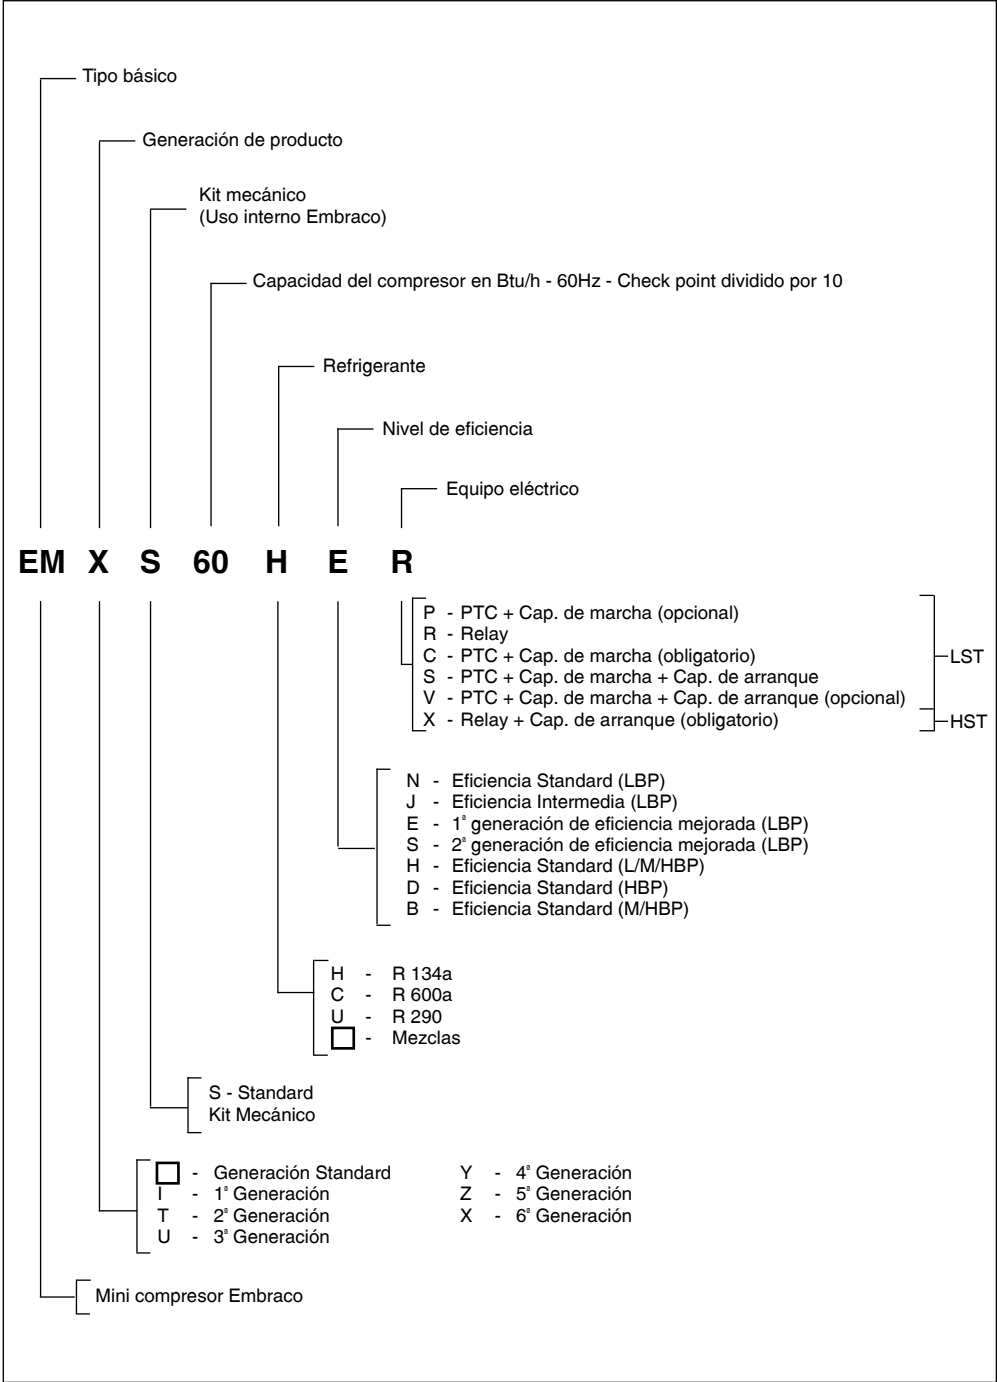 Tipo básico
Generación de producto
Kit mecánico
(Uso interno Embraco)
Capacidad del compresor en Btu/h - 60Hz - Check point dividido por 10
Refrigerante
Nivel de eficiencia
Equipo eléctrico
EM X S 60 H E R
P - PTC + Cap. de marcha (opcional)
R - Relay
C - PTC + Cap. de marcha (obligatorio)
LST
S - PTC + Cap. de marcha + Cap. de arranque
V - PTC + Cap. de marcha + Cap. de arranque (opcional)
X - Relay + Cap. de arranque (obligatorio)
HST
N - Eficiencia Standard (LBP)
J - Eficiencia Intermedia (LBP)
E - 1ª generación de eficiencia mejorada (LBP)
S - 2ª generación de eficiencia mejorada (LBP)
H - Eficiencia Standard (L/M/HBP)
D - Eficiencia Standard (HBP)
B - Eficiencia Standard (M/HBP)
H - R 134a
C - R 600a
U - R 290
- Mezclas
S - Standard
Kit Mecánico
- Generación Standard
I - 1ª Generación
T - 2ª Generación
U - 3ª Generación
Y - 4ª Generación
Z - 5ª Generación
X - 6ª Generación
Mini compresor Embraco